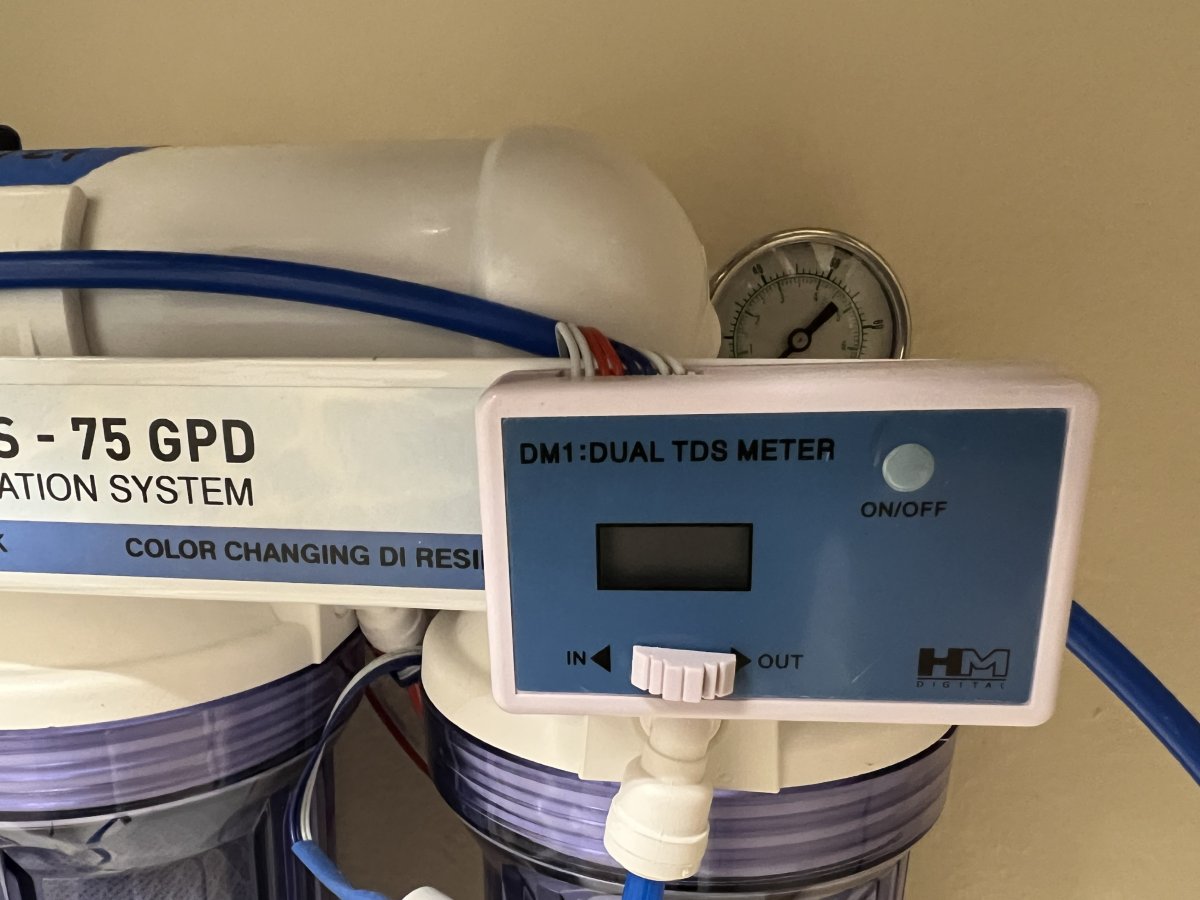 S - 75 GPD
ATION SYSTEM
K
COLOR CHANGING DI RESI
DM1:DUAL TDS METER
ON/OFF
IN
OUT
HM
DIGITAL